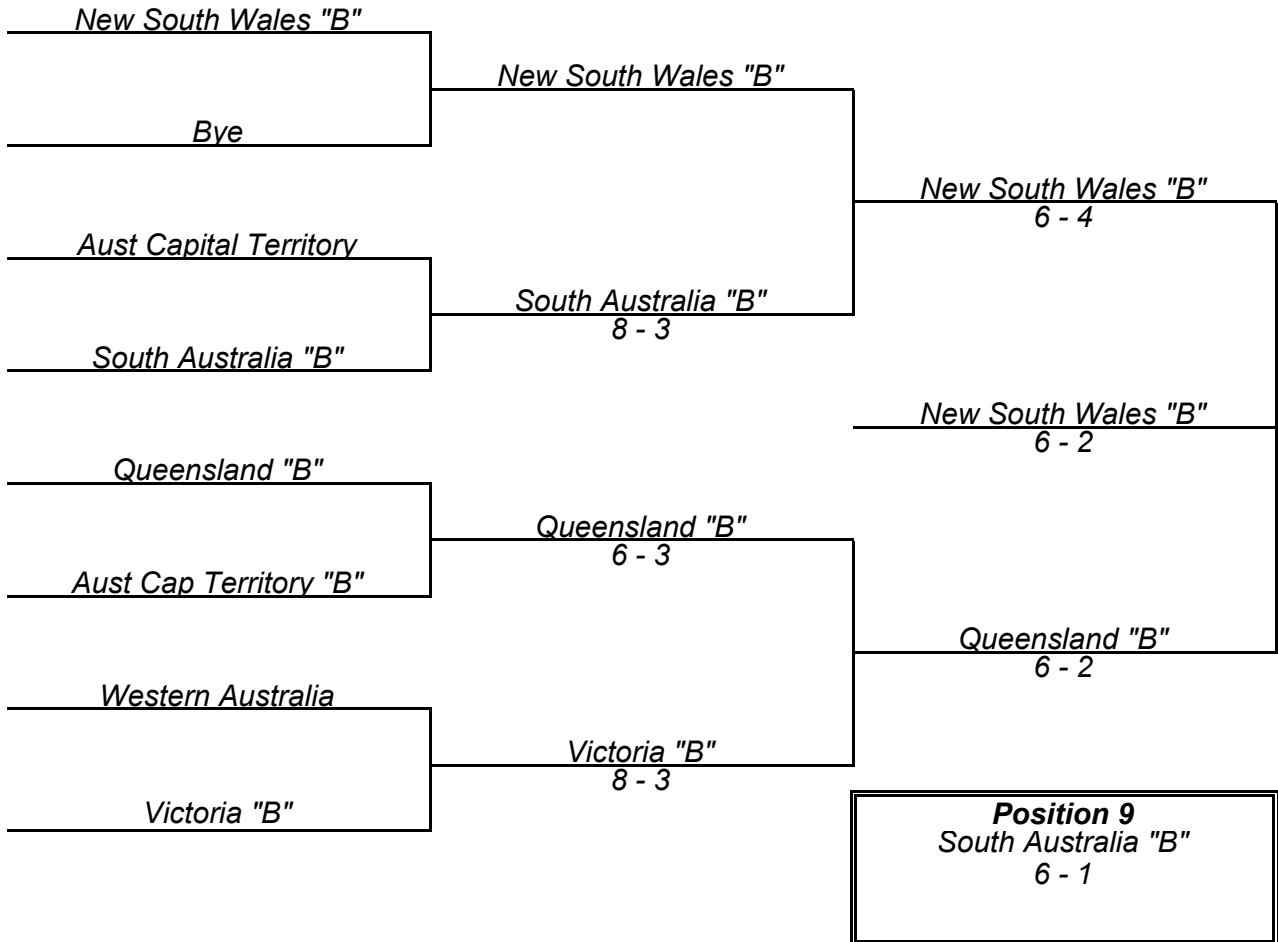 New South Wales "B"
Bye
Aust Capital Territory
South Australia "B"
Queensland "B"
Aust Cap Territory "B"
Western Australia
Victoria "B"
New South Wales "B"
South Australia "B"
8 - 3
Queensland "B"
6 - 3
Victoria "B"
8 - 3
New South Wales "B"
6 - 4
New South Wales "B"
6 - 2
Queensland "B"
6 - 2
Position 9
South Australia "B"
6 - 1